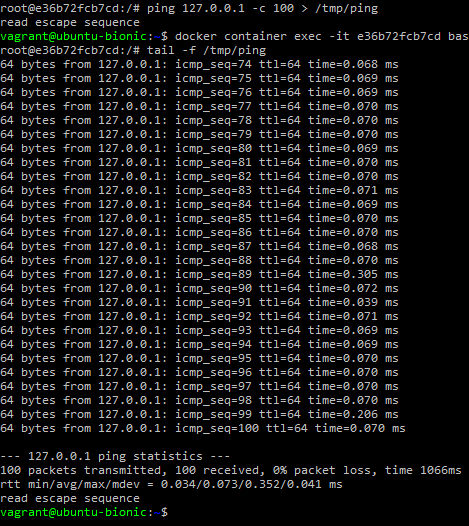 root@e36b72fcb7cd:/# ping 127.0.0.1 -c 100 > /tmp/ping
read escape sequence
vagrant@ubuntu-bionic:~$ docker container exec -it e36b72fcb7cd bas
root@e36b72fcb7cd:/# tail -f /tmp/ping
64 bytes from 127.0.0.1: icmp_seq=74 ttl=64 time=0.068 ms
64 bytes from 127.0.0.1: icmp_seq=75 ttl=64 time=0.069 ms
64 bytes from 127.0.0.1: icmp_seq=76 ttl=64 time=0.069 ms
64 bytes from 127.0.0.1: icmp_seq=77 ttl=64 time=0.070 ms
64 bytes from 127.0.0.1: icmp_seq=78 ttl=64 time=0.070 ms
64 bytes from 127.0.0.1: icmp_seq=79 ttl=64 time=0.070 ms
64 bytes from 127.0.0.1: icmp_seq=80 ttl=64 time=0.069 ms
64 bytes from 127.0.0.1: icmp_seq=81 ttl=64 time=0.070 ms
64 bytes from 127.0.0.1: icmp_seq=82 ttl=64 time=0.070 ms
64 bytes from 127.0.0.1: icmp_seq=83 ttl=64 time=0.071 ms
64 bytes from 127.0.0.1: icmp_seq=84 ttl=64 time=0.069 ms
64 bytes from 127.0.0.1: icmp_seq=85 ttl=64 time=0.070 ms
64 bytes from 127.0.0.1: icmp_seq=86 ttl=64 time=0.070 ms
64 bytes from 127.0.0.1: icmp_seq=87 ttl=64 time=0.068 ms
64 bytes from 127.0.0.1: icmp_seq=88 ttl=64 time=0.070 ms
64 bytes from 127.0.0.1: icmp_seq=89 ttl=64 time=0.305 ms
64 bytes from 127.0.0.1: icmp_seq=90 ttl=64 time=0.072 ms
64 bytes from 127.0.0.1: icmp_seq=91 ttl=64 time=0.039 ms
64 bytes from 127.0.0.1: icmp_seq=92 ttl=64 time=0.071 ms
64 bytes from 127.0.0.1: icmp_seq=93 ttl=64 time=0.069 ms
64 bytes from 127.0.0.1: icmp_seq=94 ttl=64 time=0.069 ms
64 bytes from 127.0.0.1: icmp_seq=95 ttl=64 time=0.070 ms
64 bytes from 127.0.0.1: icmp_seq=96 ttl=64 time=0.070 ms
64 bytes from 127.0.0.1: icmp_seq=97 ttl=64 time=0.070 ms
64 bytes from 127.0.0.1: icmp_seq=98 ttl=64 time=0.070 ms
64 bytes from 127.0.0.1: icmp_seq=99 ttl=64 time=0.206 ms
64 bytes from 127.0.0.1: icmp_seq=100 ttl=64 time=0.070 ms
--- 127.0.0.1 ping statistics ---
100 packets transmitted, 100 received, 0% packet loss, time 1066ms
rtt min/avg/max/mdev = 0.034/0.073/0.352/0.041 ms
read escape sequence
vagrant@ubuntu-bionic:~$